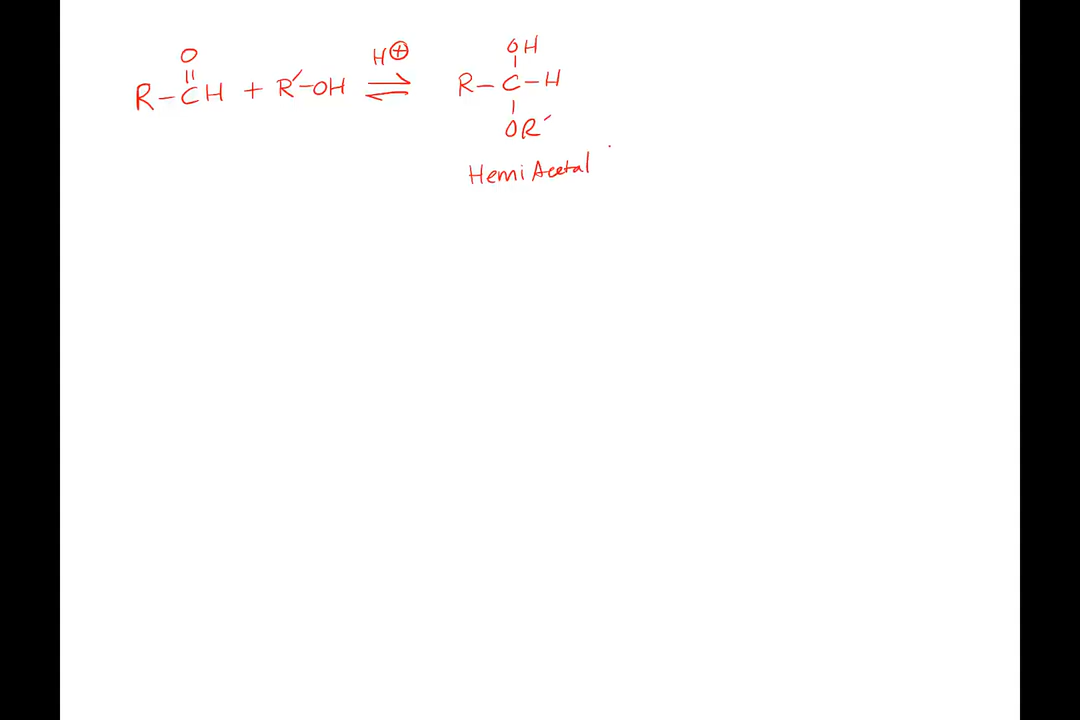 O OH
R–CH + R'–OH H⊕ ⇌ R–C–H
OR'
Hemi Acetal